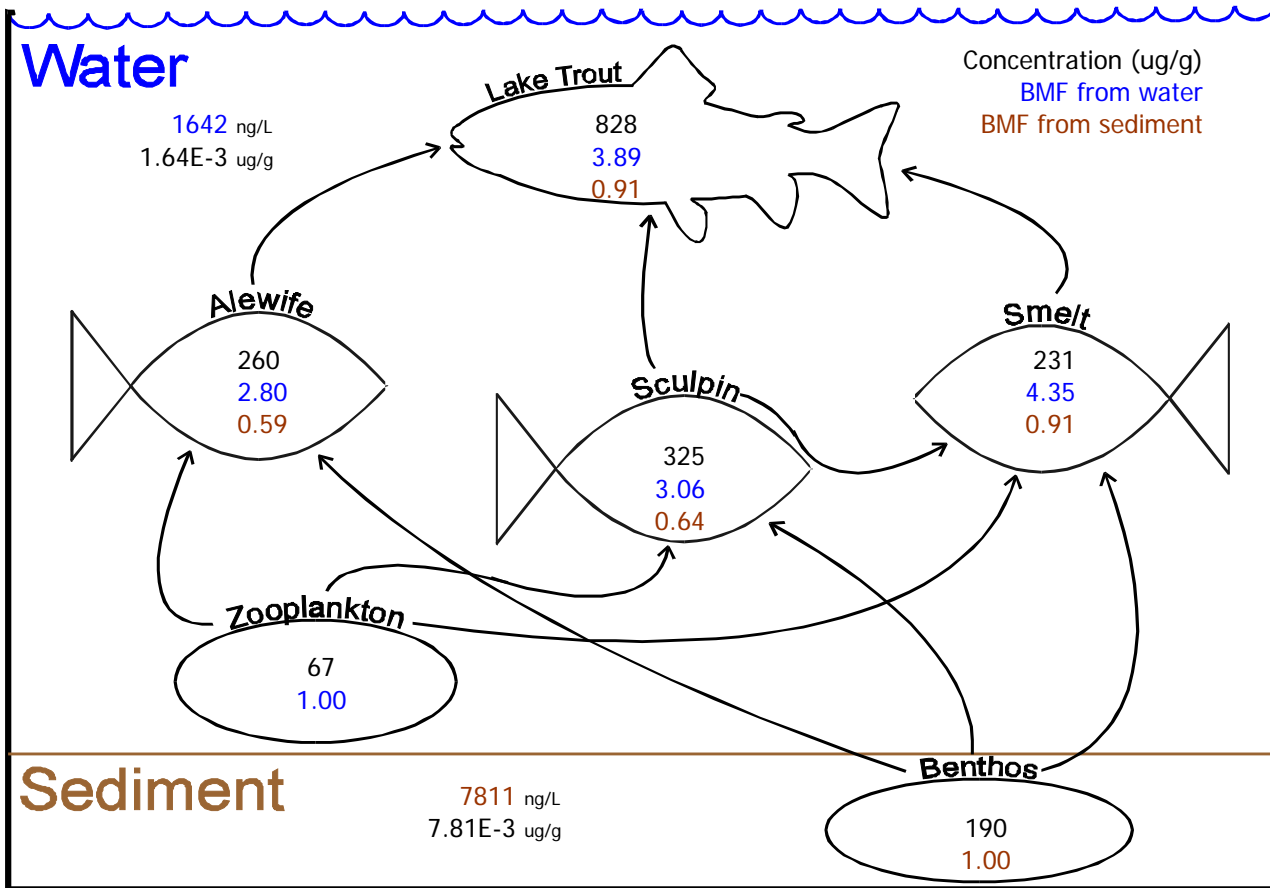 Water
1642 ng/L
1.64E-3 ug/g
Concentration (ug/g)
BMF from water
BMF from sediment
Lake Trout
828
3.89
0.91
Alewife
260
2.80
0.59
Sculpin
325
3.06
0.64
Smelt
231
4.35
0.91
Zooplankton
67
1.00
Sediment
7811 ng/L
7.81E-3 ug/g
Benthos
190
1.00